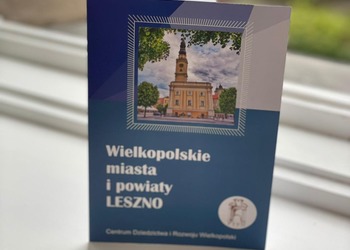 Wielkopolskie
miasta
i powiaty
LESZNO
Centrum Dziedzictwa i Rozwoju Wielkopolski